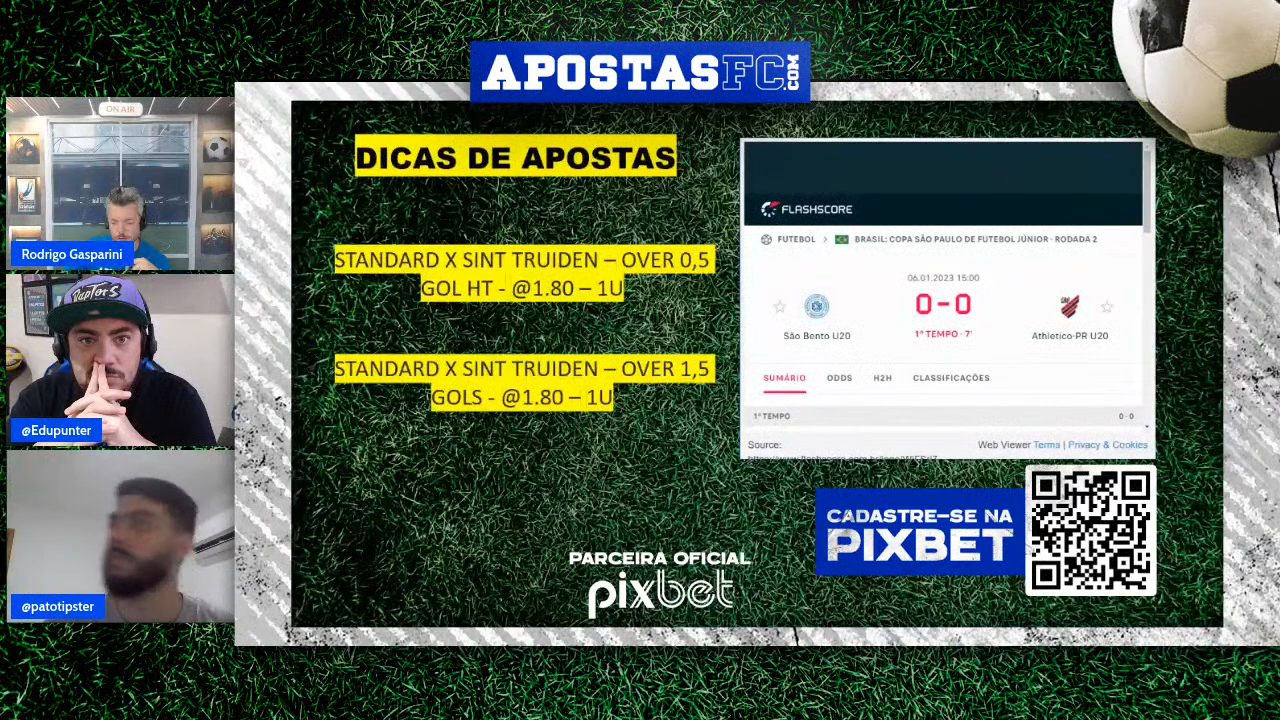 APOSTASFC.COM
ON AIR
Rodrigo Gasparini
RAPTORS
@Edupunter
@patotipster
DICAS DE APOSTAS
STANDARD X SINT TRUIDEN – OVER 0,5
GOL HT - @1.80 – 1U
STANDARD X SINT TRUIDEN – OVER 1,5
GOLS - @1.80 – 1U
FLASHSCORE
FUTEBOL > BRASIL: COPA SÃO PAULO DE FUTEBOL JÚNIOR - RODADA 2
06.01.2023 15:00
0-0
São Bento U20
1º TEMPO - 7'
Athletico-PR U20
SUMÁRIO ODDS H2H CLASSIFICAÇÕES
1º TEMPO 0-0
Source:
Web Viewer Terms | Privacy & Cookies
PARCEIRA OFICIAL
pixbet
CADASTRE-SE NA
PIXBET